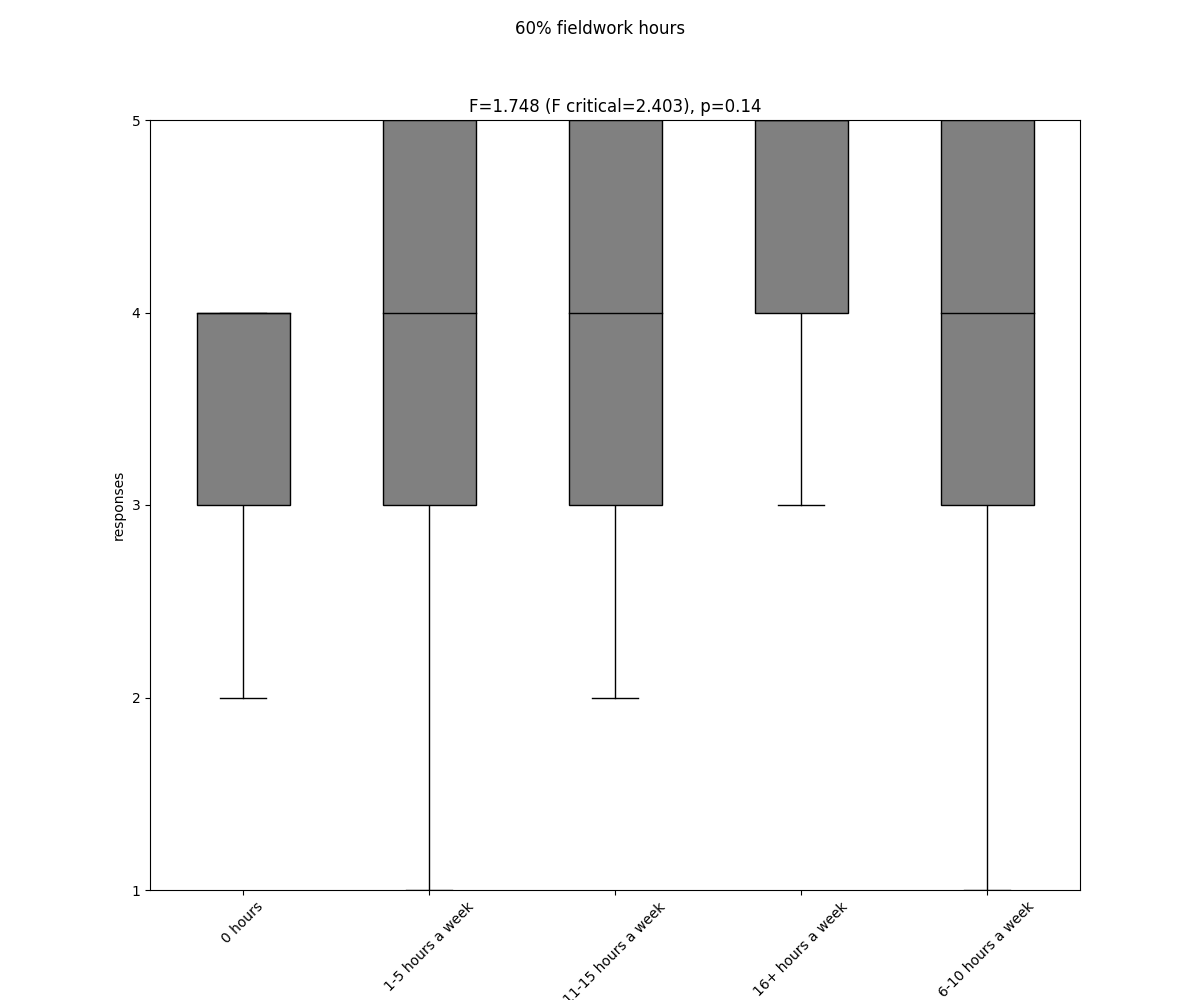 60% fieldwork hours
F=1.748 (F critical=2.403), p=0.14
responses
5
4
3
2
1
0 hours
1-5 hours a week
11-15 hours a week
16+ hours a week
6-10 hours a week